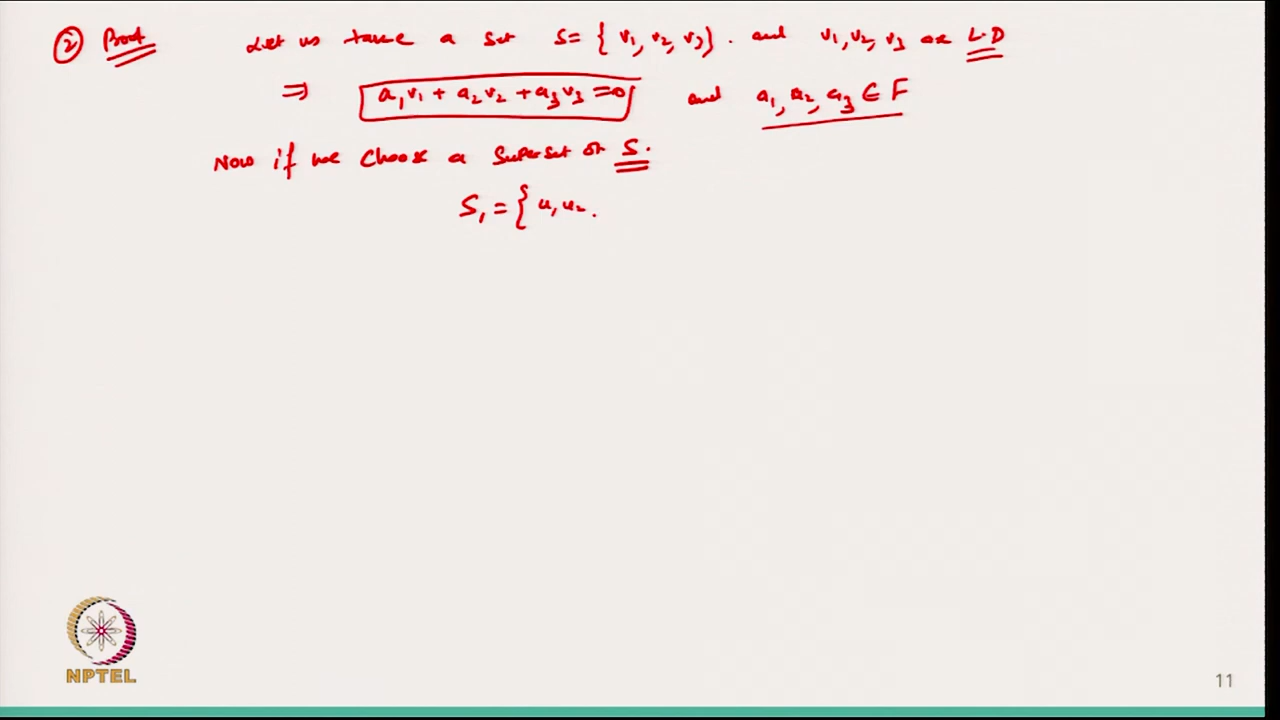 ② Proof Let us take a set S = { v1, v2, v3}. and v1, v2, v3 are L.D
⇒ a1v1 + a2v2 + a3v3 = 0 and a1, a2, a3 ∈ F
Now if we choose a superset of S.
S1 = { u, u2.
NPTEL
11